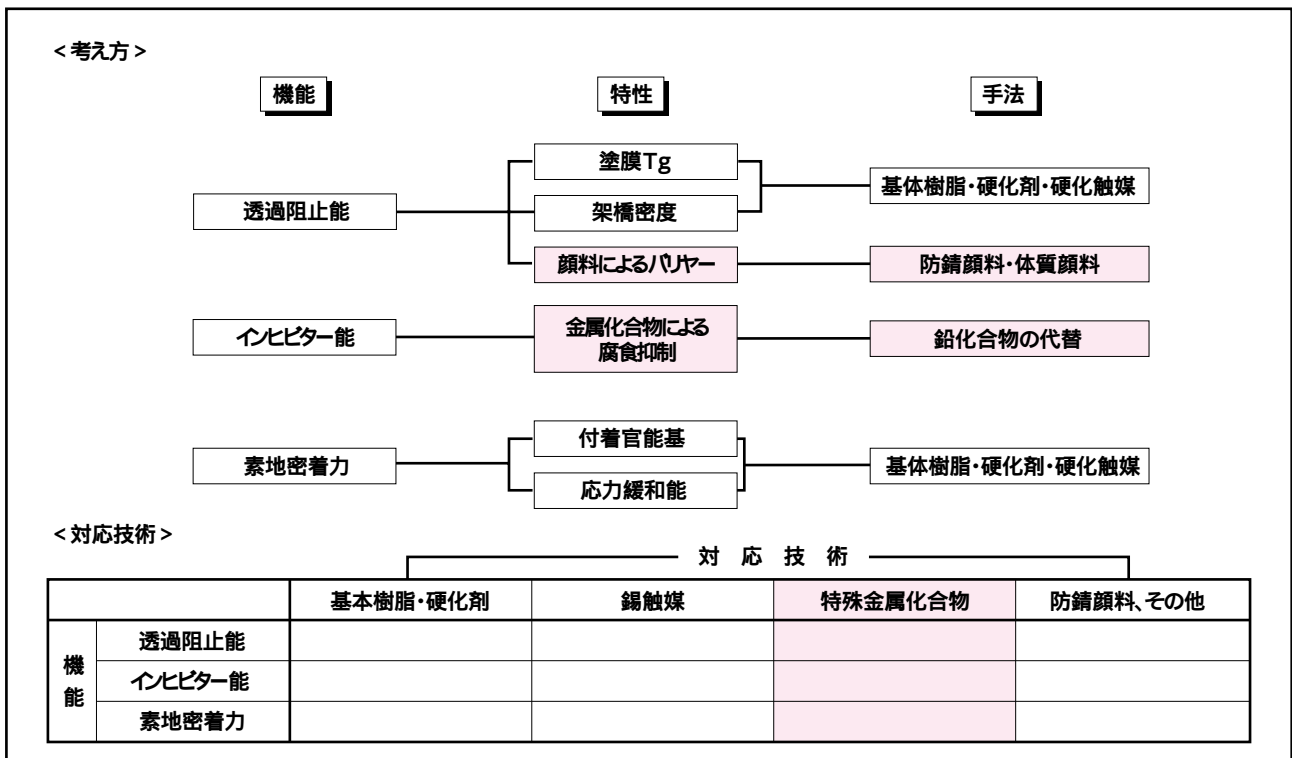 <考え方>
機能 特性 手法
塗膜Tg
基体樹脂・硬化剤・硬化触媒
透過阻止能 架橋密度
顔料によるバリヤー 防錆顔料・体質顔料
インヒビター能 金属化合物による
腐食抑制 鉛化合物の代替
付着官能基
素地密着力 基体樹脂・硬化剤・硬化触媒
応力緩和能
<対応技術>
対応技術
基本樹脂・硬化剤 錫触媒 特殊金属化合物 防錆顔料、その他
機能
透過阻止能
インヒビター能
素地密着力